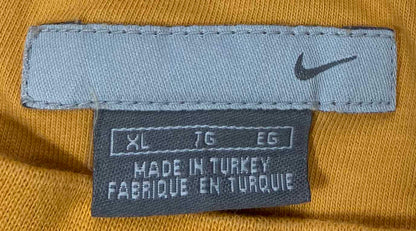 XL TG EG
MADE IN TURKEY
FABRIQUE EN TURQUIE